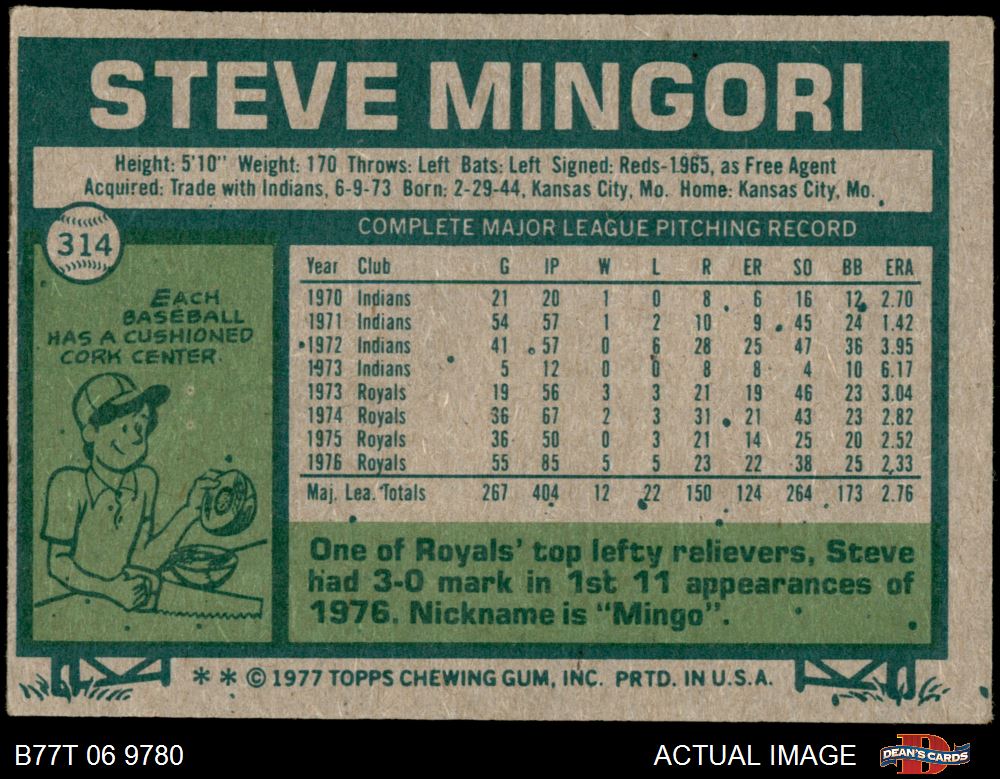 STEVE MINGORI
Height: 5'10" Weight: 170 Throws: Left Bats: Left Signed: Reds-1965, as Free Agent
Acquired: Trade with Indians, 6-9-73 Born: 2-29-44, Kansas City, Mo. Home: Kansas City, Mo.
314
COMPLETE MAJOR LEAGUE PITCHING RECORD
EACH
BASEBALL
HAS A CUSHIONED
CORK CENTER.
Year Club G IP W L R ER SO BB ERA
1970 Indians 21 20 1 0 8 6 16 12 2.70
1971 Indians 54 57 1 2 10 9 45 24 1.42
1972 Indians 41 57 0 6 28 25 47 36 3.95
1973 Indians 5 12 0 0 8 8 4 10 6.17
1973 Royals 19 56 3 3 21 19 46 23 3.04
1974 Royals 36 67 2 3 31 21 43 23 2.82
1975 Royals 36 50 0 3 21 14 25 20 2.52
1976 Royals 55 85 5 5 23 22 38 25 2.33
Maj. Lea. Totals 267 404 12 22 150 124 264 173 2.76
One of Royals' top lefty relievers, Steve
had 3-0 mark in 1st 11 appearances of
1976. Nickname is "Mingo".
* * © 1977 TOPPS CHEWING GUM, INC. PRTD. IN U.S.A.
B77T 06 9780
ACTUAL IMAGE
D
DEAN'S CARDS